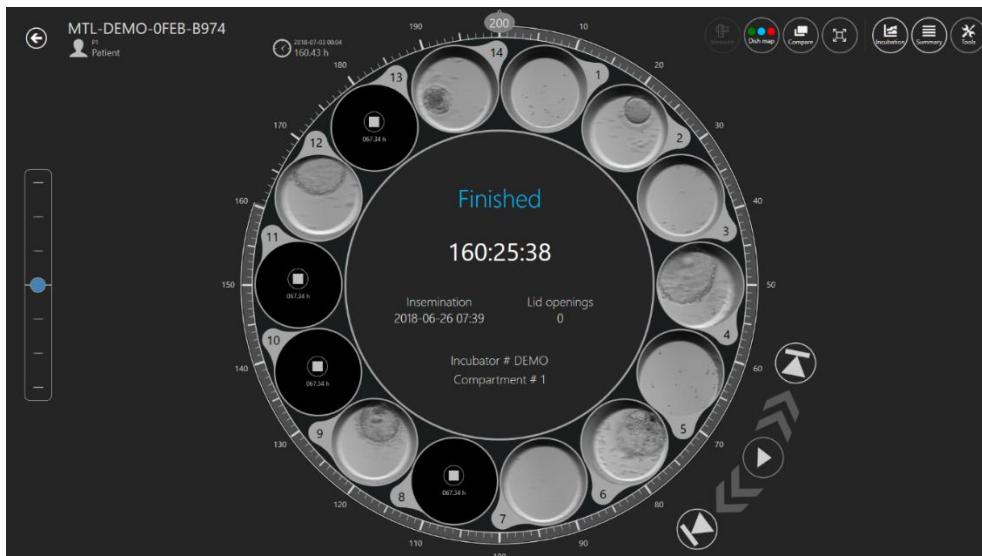 MTL-DEMO-0FEB-B974
P1
Patient
2018-07-03 00:04
160.43 h
Dish map
Compare
Incubation
Summary
Tools
200
10
20
30
40
50
60
70
80
90
100
110
120
130
140
150
160
170
180
190
1
2
3
4
5
6
7
8
067.34 h
9
10
067.34 h
11
067.34 h
12
13
067.34 h
14
Finished
160:25:38
Insemination
2018-06-26 07:39
Lid openings
0
Incubator # DEMO
Compartment # 1